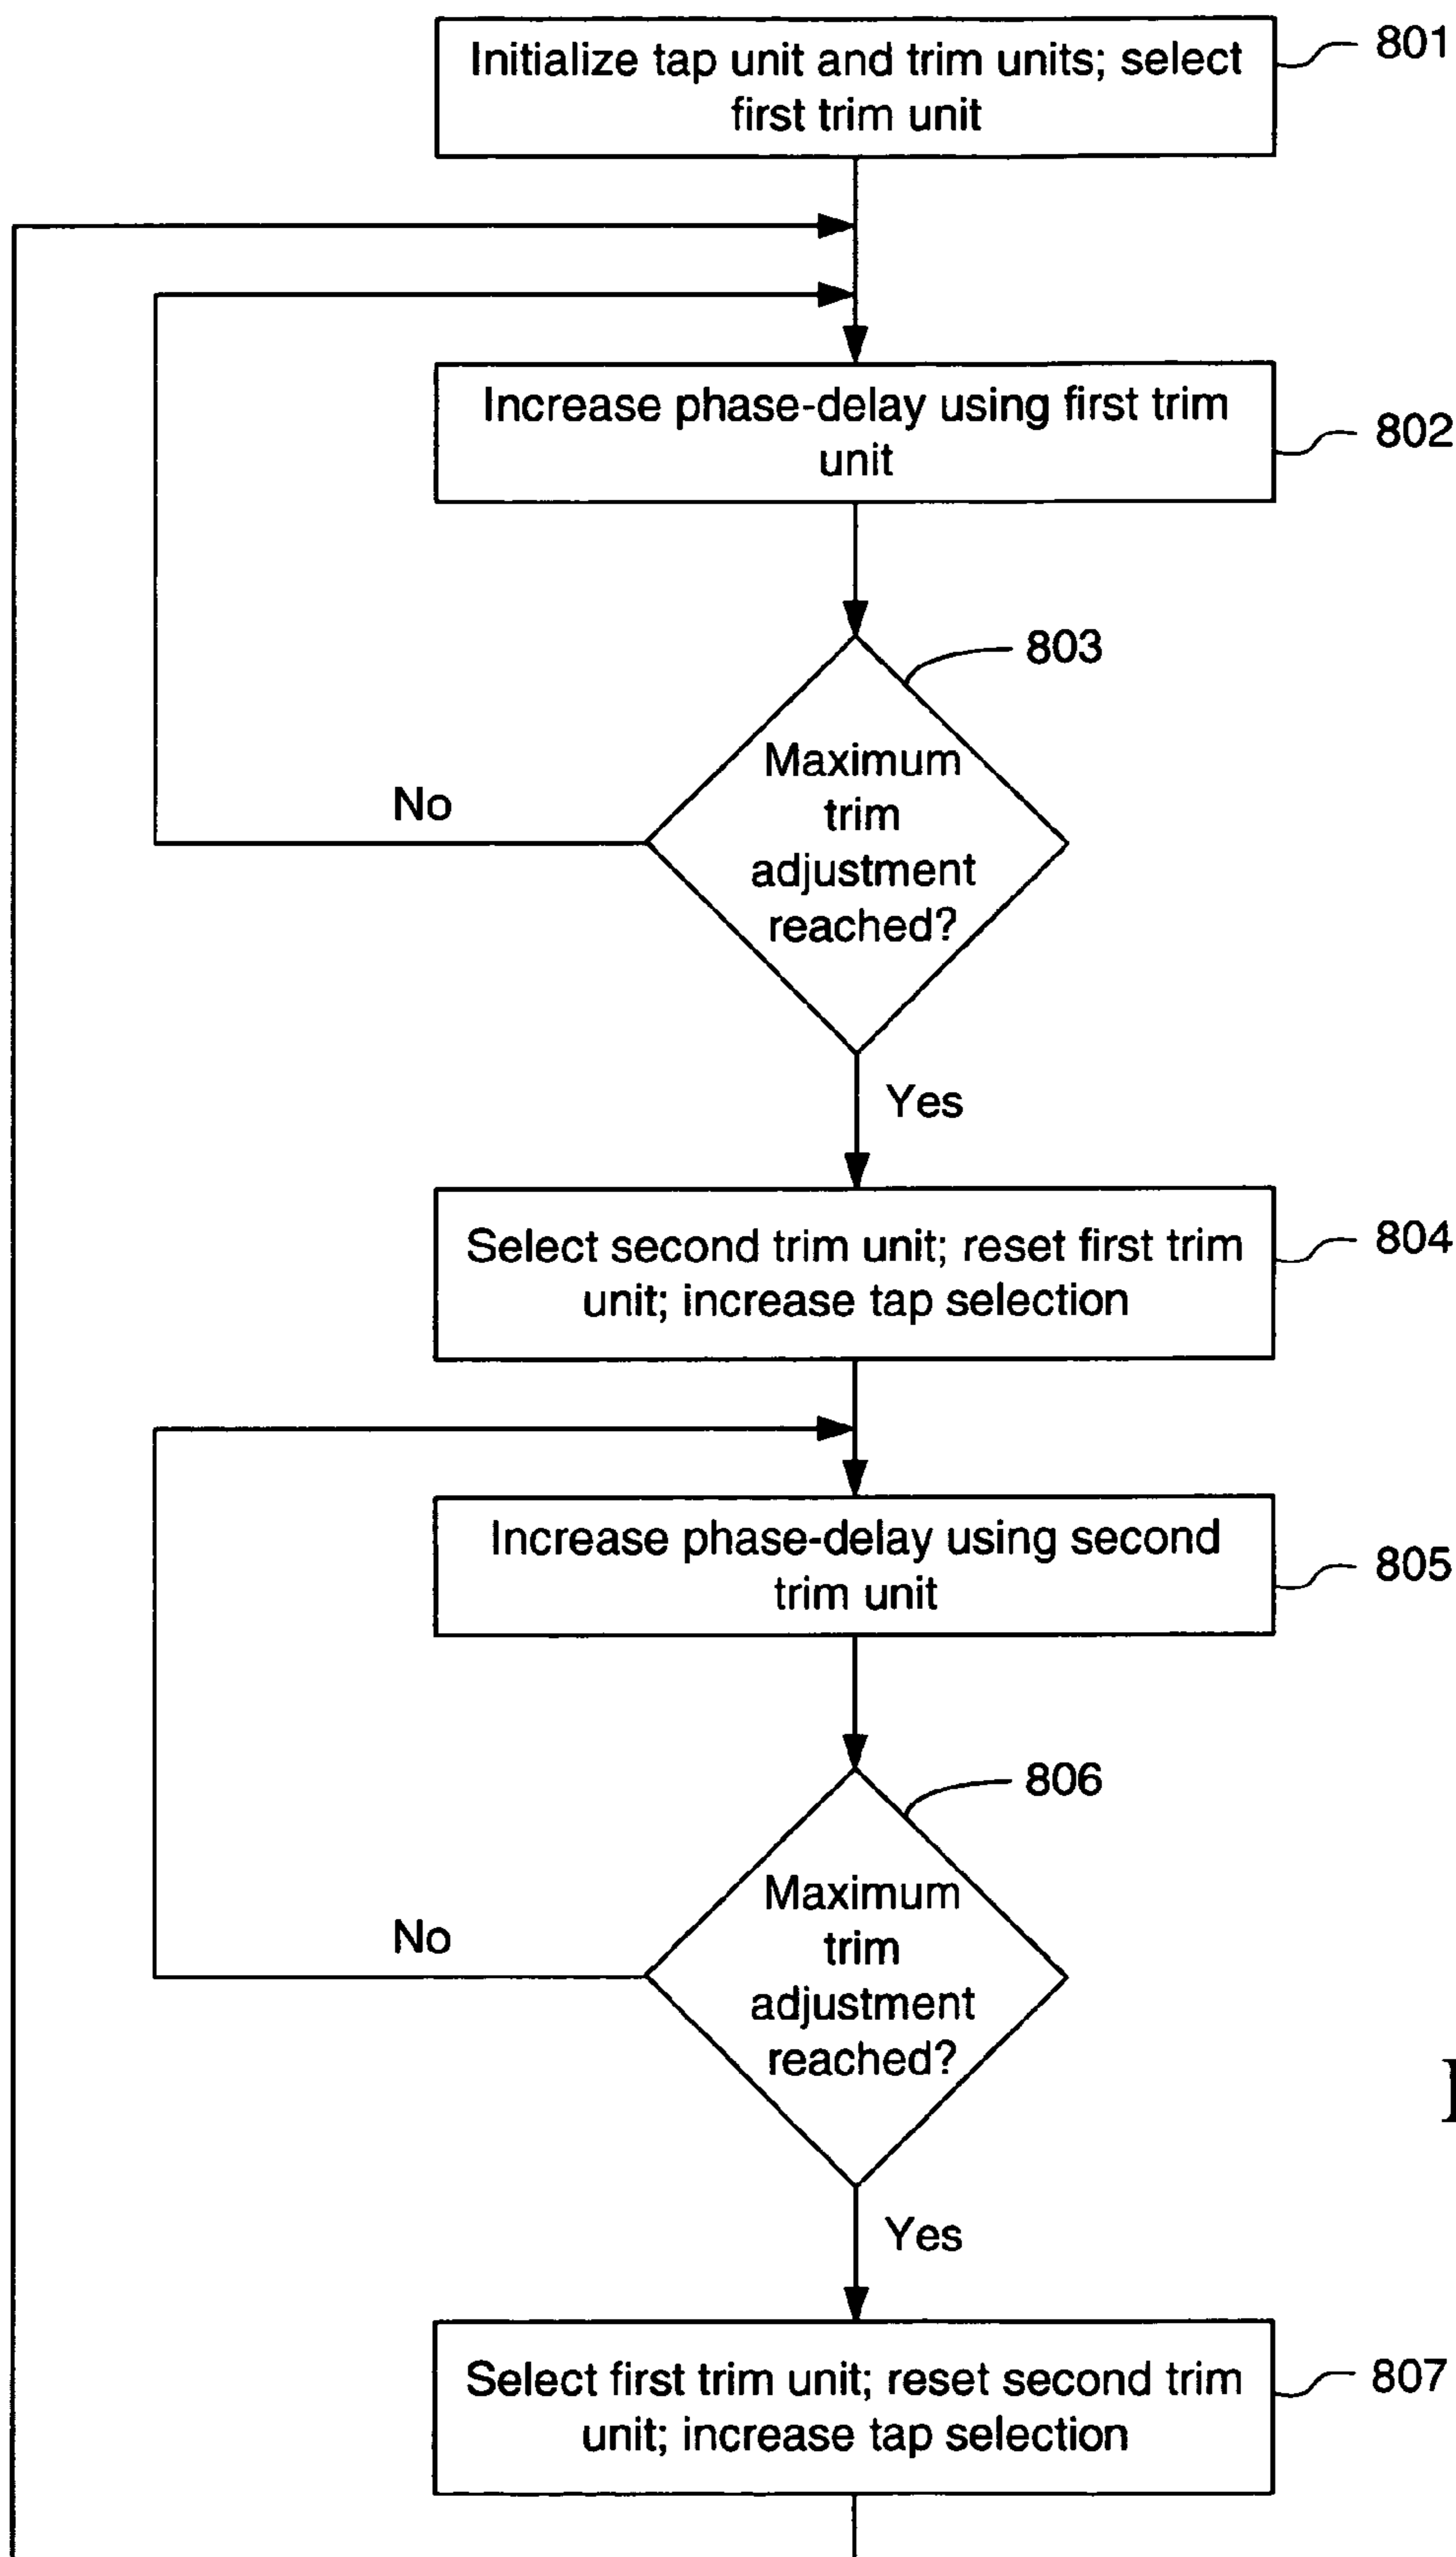 Initialize tap unit and trim units; select
first trim unit
801
Increase phase-delay using first trim
unit
802
803
Maximum
trim
adjustment
reached?
No
Yes
Select second trim unit; reset first trim
unit; increase tap selection
804
Increase phase-delay using second
trim unit
805
806
Maximum
trim
adjustment
reached?
No
Yes
Select first trim unit; reset second trim
unit; increase tap selection
807